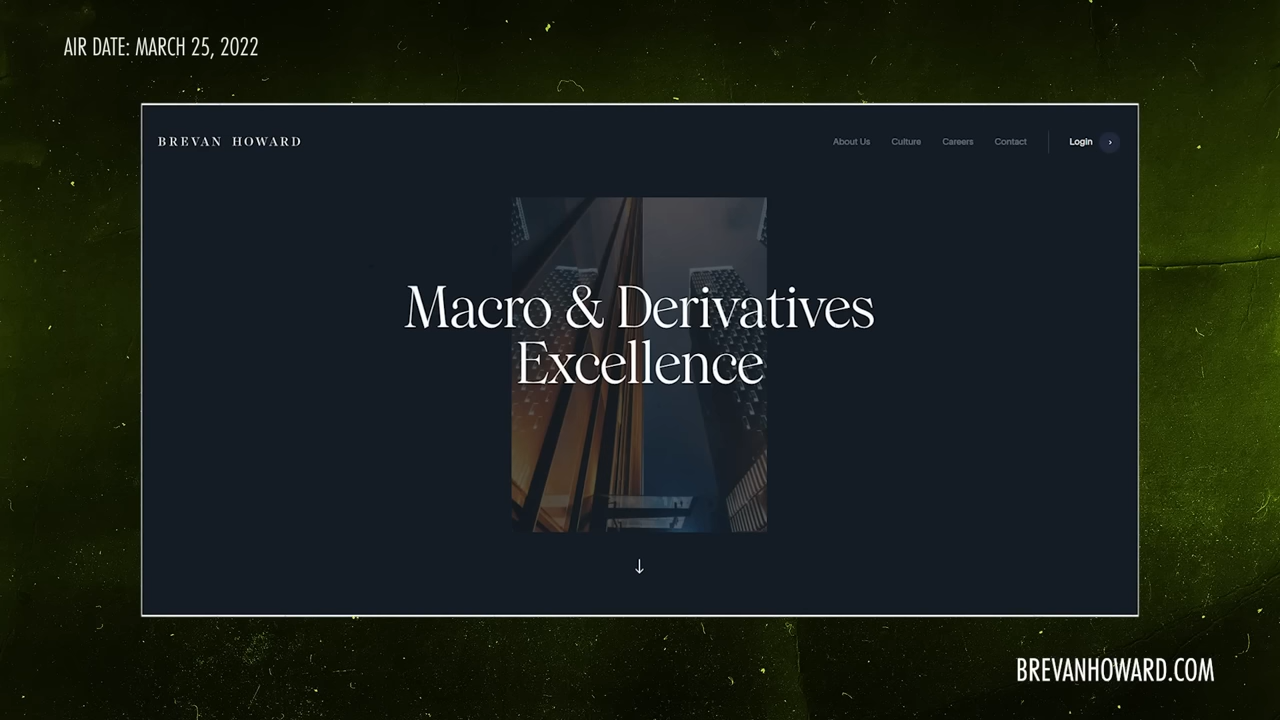 AIR DATE: MARCH 25, 2022
BREVAN HOWARD
About Us Culture Careers Contact Login
Macro & Derivatives
Excellence
BREVANHOWARD.COM